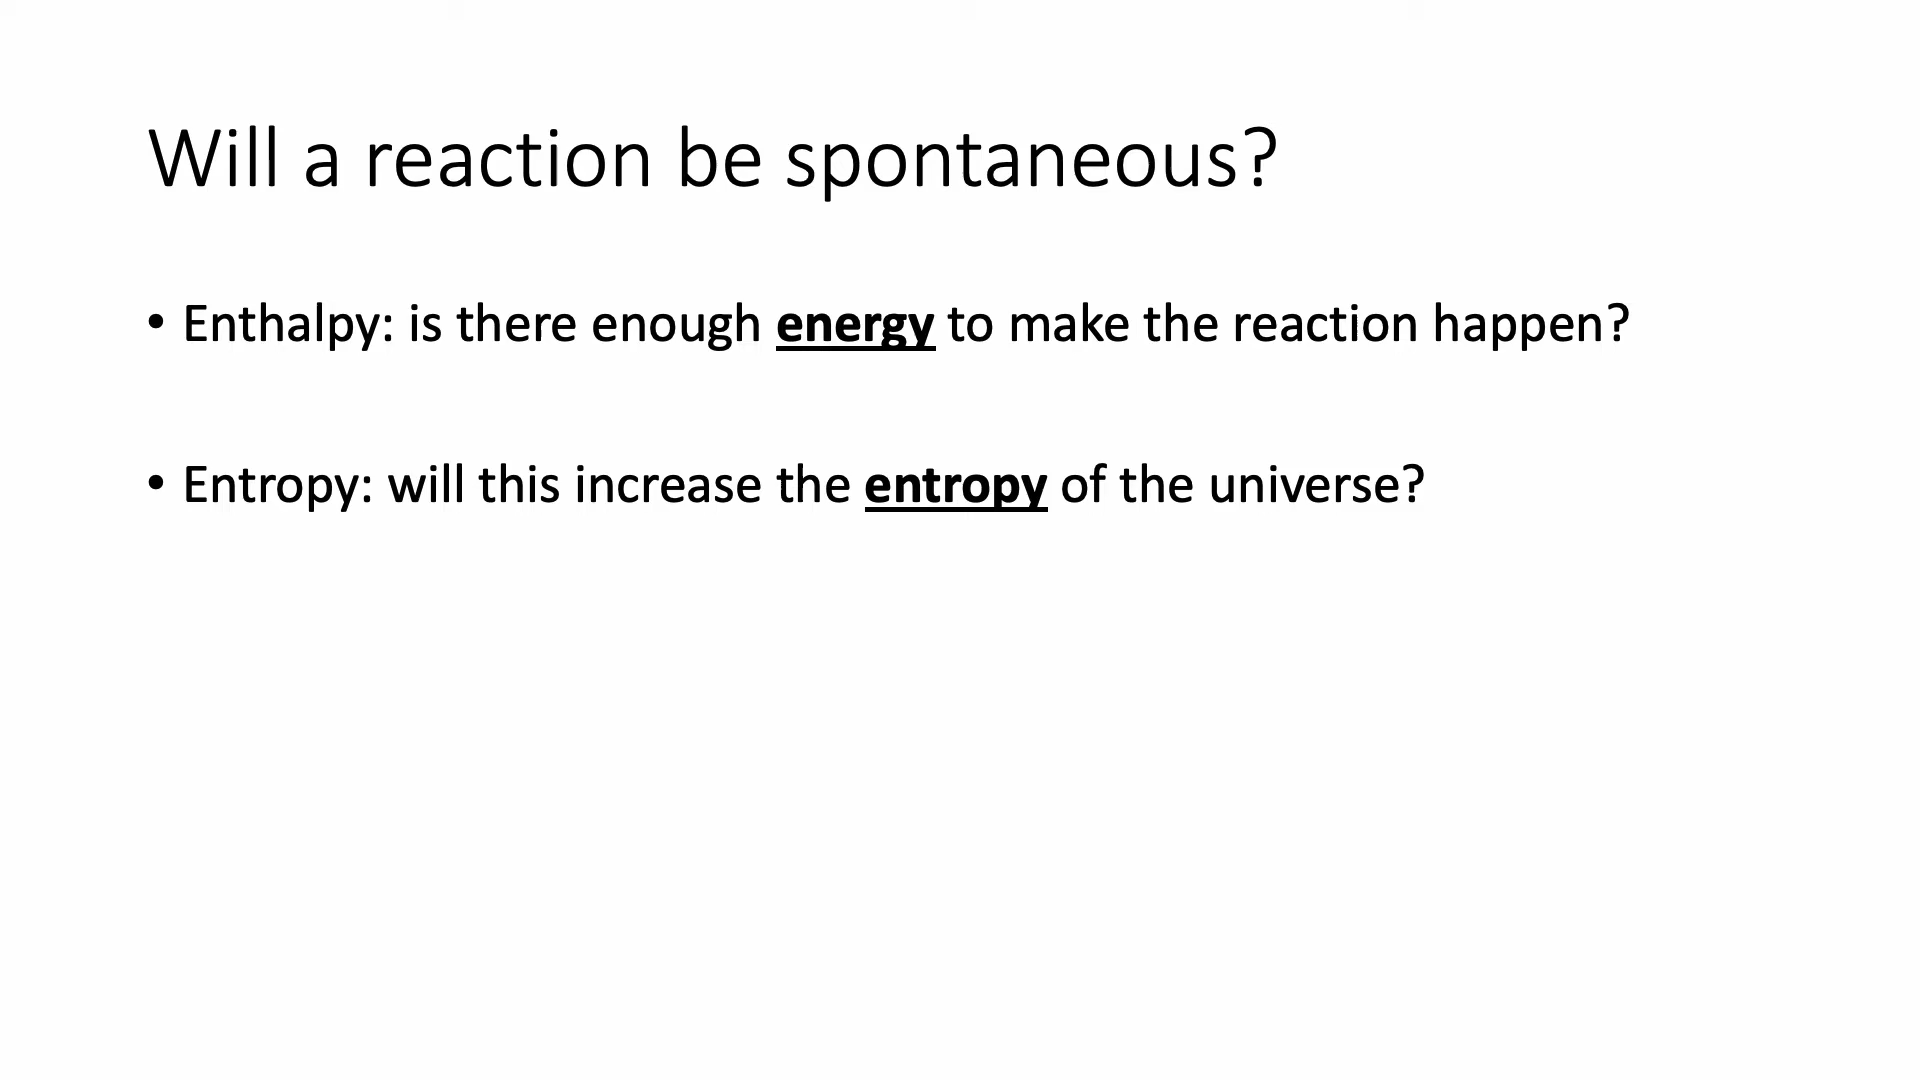 Will a reaction be spontaneous?
• Enthalpy: is there enough energy to make the reaction happen?
• Entropy: will this increase the entropy of the universe?